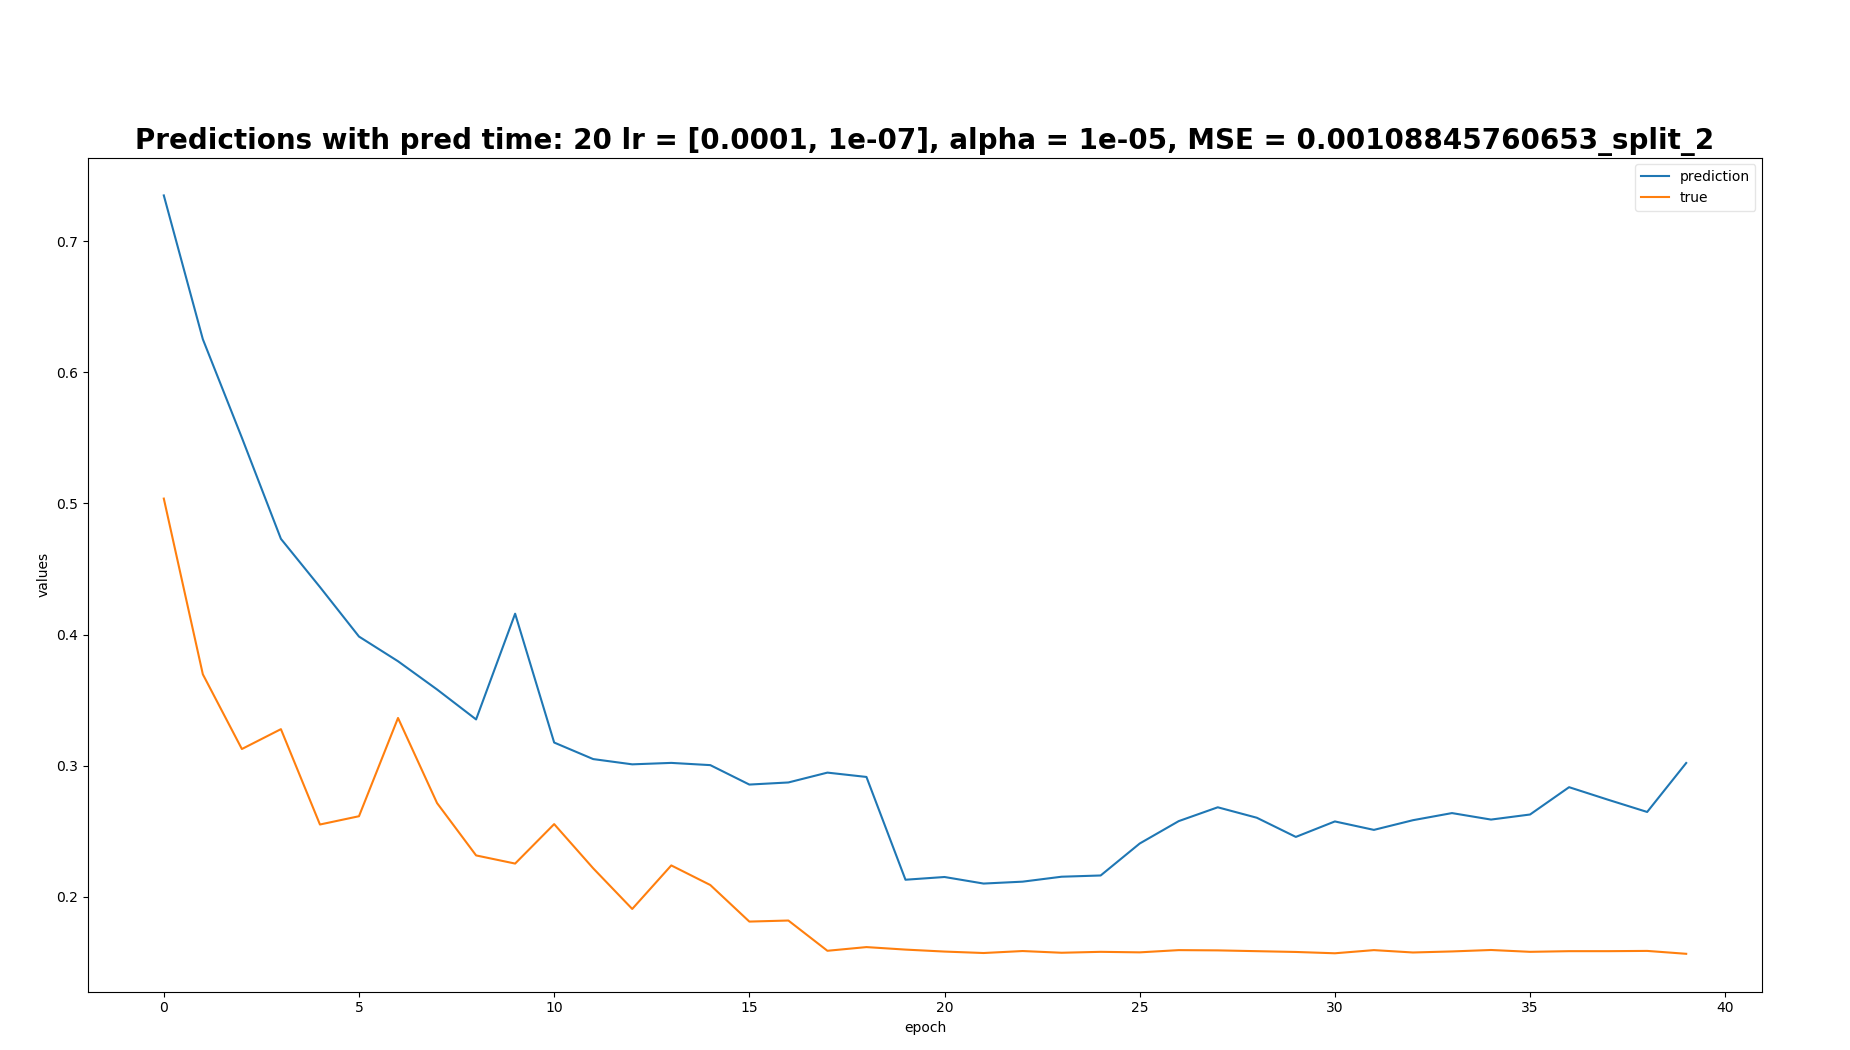 Predictions with pred time: 20 lr = [0.0001, 1e-07], alpha = 1e-05, MSE = 0.00108845760653_split_2
prediction
true
values
0.7
0.6
0.5
0.4
0.3
0.2
0 5 10 15 20 25 30 35 40
epoch